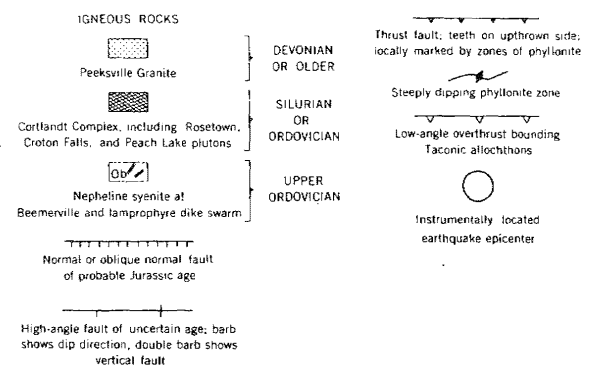 IGNEOUS ROCKS
Peeksville Granite
DEVONIAN
OR OLDER
Cortlandt Complex, including Rosetown,
Croton Falls, and Peach Lake plutons
SILURIAN
OR
ORDOVICIAN
Ob
Nepheline syenite at
Beemerville and lamprophyre dike swarm
UPPER
ORDOVICIAN
Normal or oblique normal fault
of probable Jurassic age
High-angle fault of uncertain age; barb
shows dip direction, double barb shows
vertical fault
Thrust fault; teeth on upthrown side;
locally marked by zones of phyllonite
Steeply dipping phyllonite zone
Low-angle overthrust bounding
Taconic allochthons
Instrumentally located
earthquake epicenter